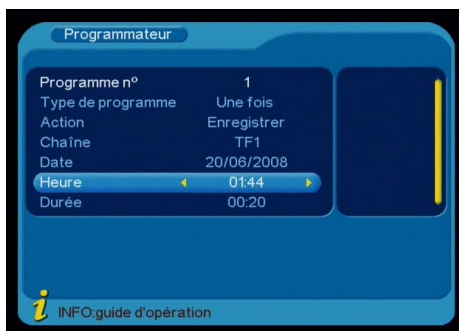 Programmateur
Programme nº 1
Type de programme Une fois
Action Enregistrer
Chaîne TF1
Date 20/06/2008
Heure 01:44
Durée 00:20
i INFO:guide d'opération